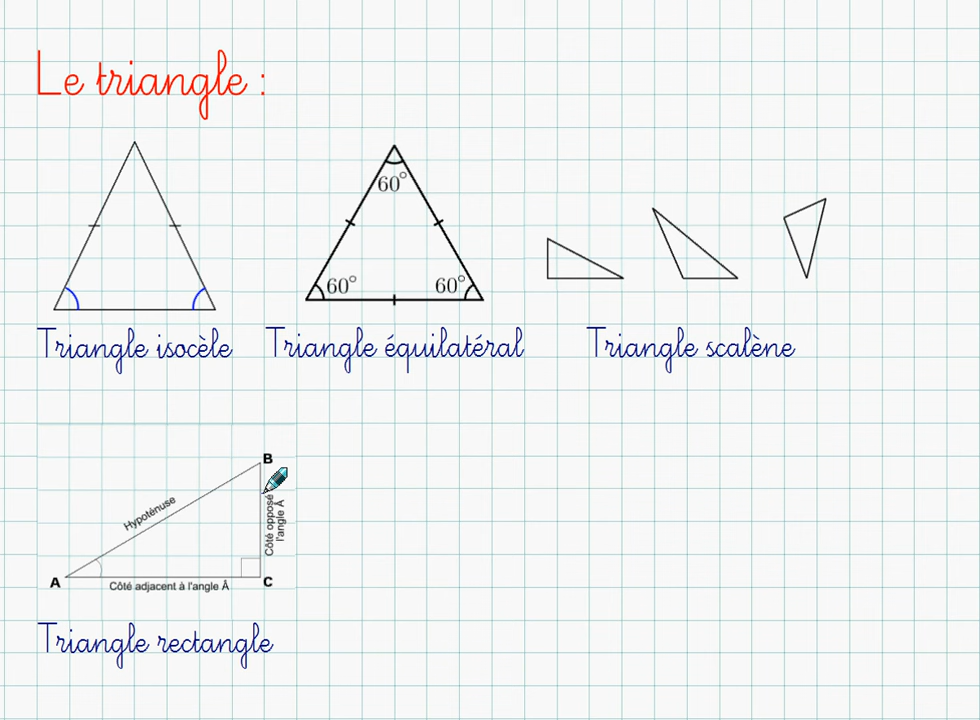 Le triangle :
60°
60°
60°
Triangle isocèle
Triangle équilatéral
Triangle scalène
B
Hypoténuse
Côté opposé
l'angle Â
A
C
Côté adjacent à l'angle Â
Triangle rectangle